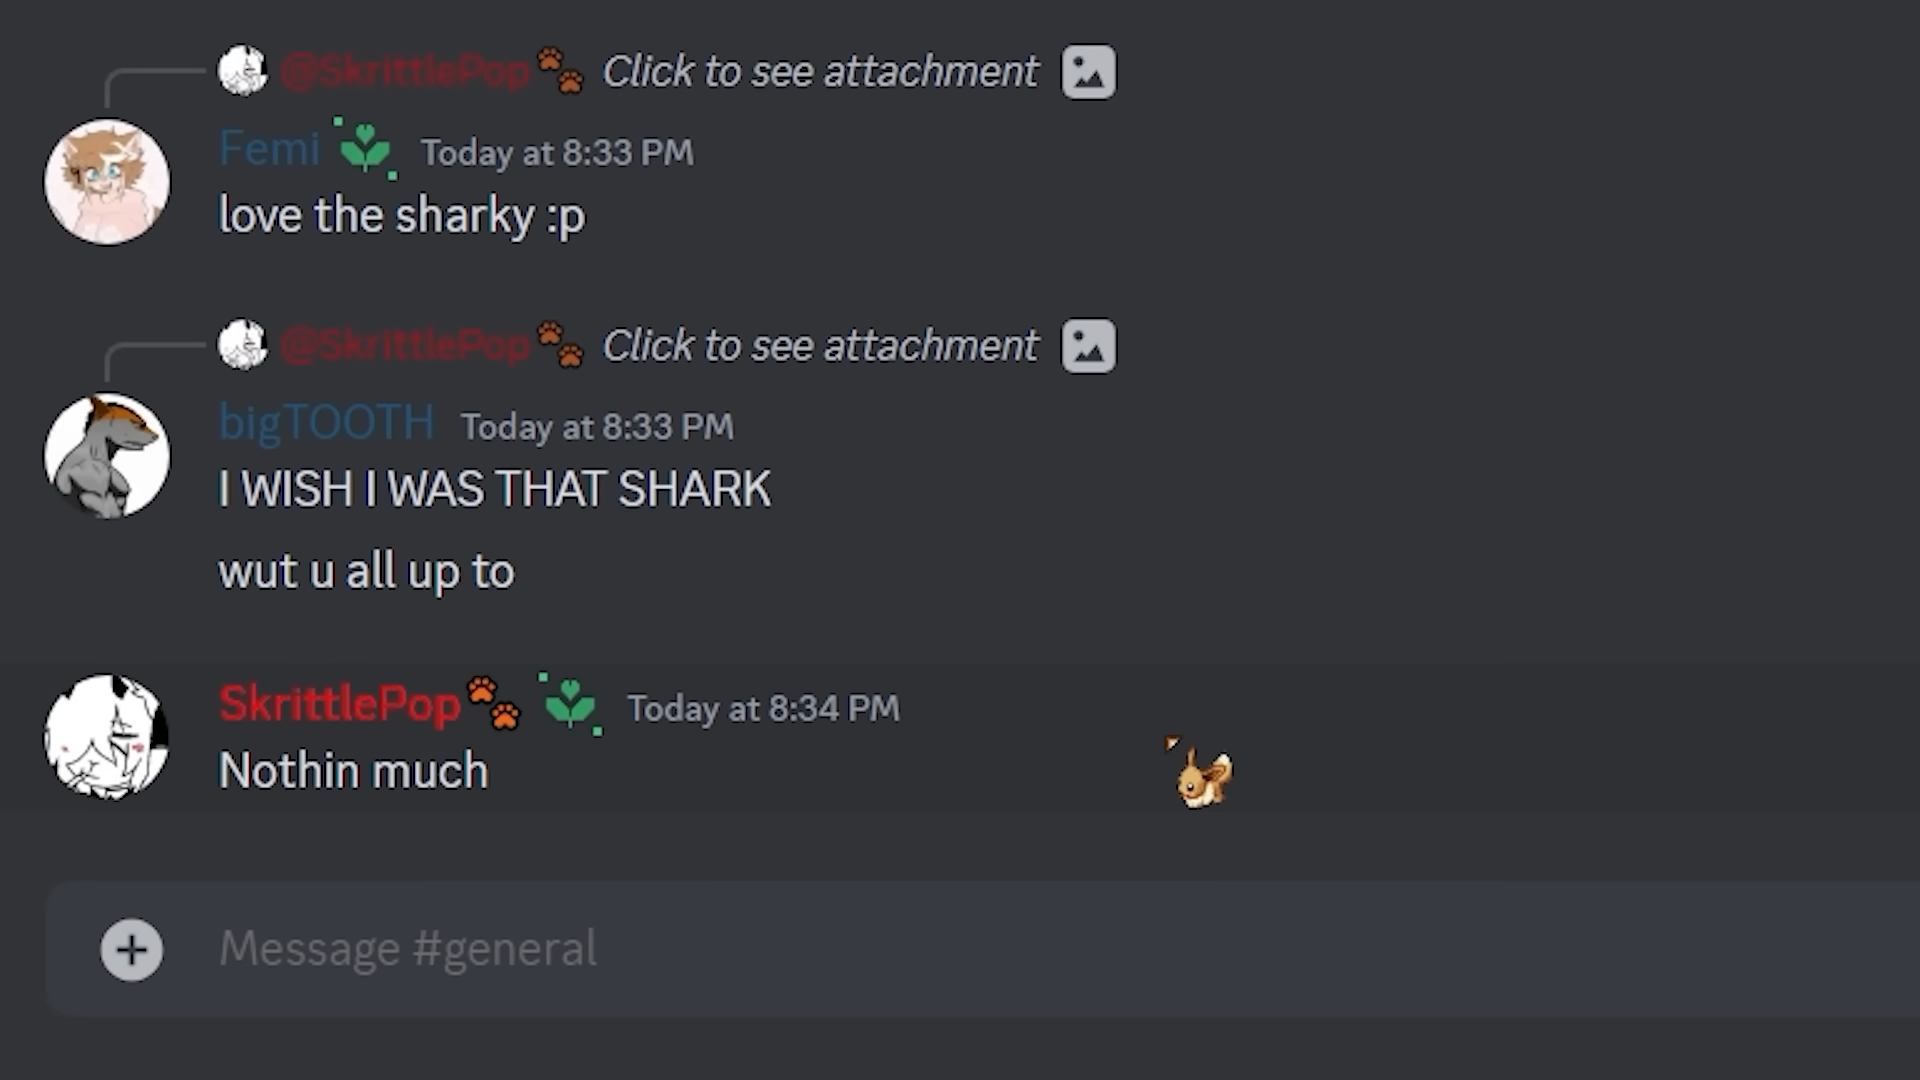 @SkrittlePop Click to see attachment
Femi Today at 8:33 PM
love the sharky :p
@SkrittlePop Click to see attachment
bigTOOTH Today at 8:33 PM
I WISH I WAS THAT SHARK
wut u all up to
SkrittlePop Today at 8:34 PM
Nothin much
Message #general